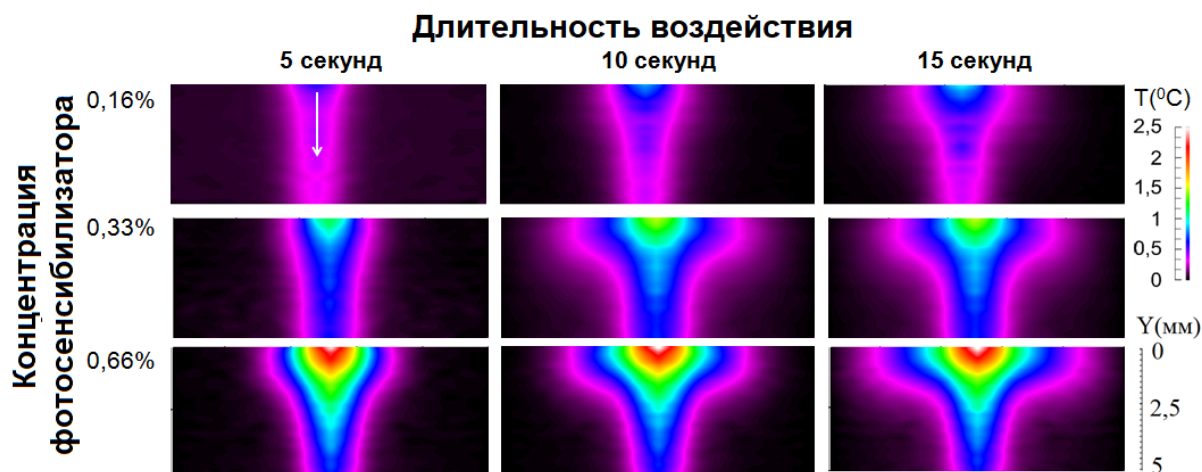 Длительность воздействия
5 секунд
10 секунд
15 секунд
Концентрация
фотосенсибилизатора
0,16%
0,33%
0,66%
T(⁰C)
2,5
2
1,5
1
0,5
0
Y(мм)
0
2,5
5